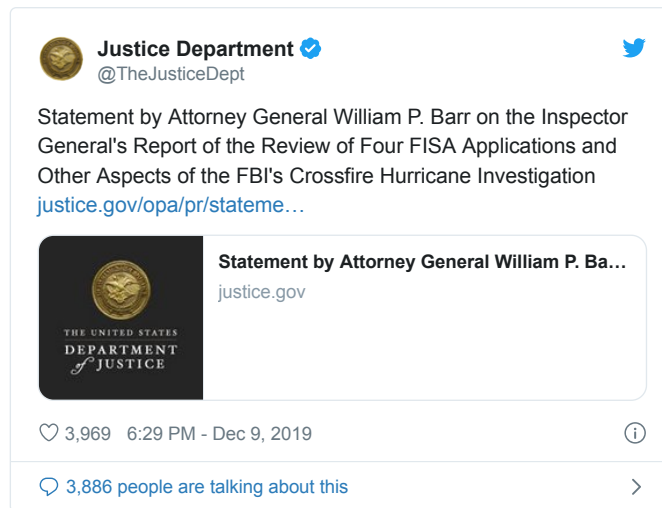 Justice Department
@TheJusticeDept
Statement by Attorney General William P. Barr on the Inspector
General's Report of the Review of Four FISA Applications and
Other Aspects of the FBI's Crossfire Hurricane Investigation
justice.gov/opa/pr/stateme…
Statement by Attorney General William P. Ba…
justice.gov
THE UNITED STATES
DEPARTMENT
of JUSTICE
3,969 6:29 PM - Dec 9, 2019
3,886 people are talking about this